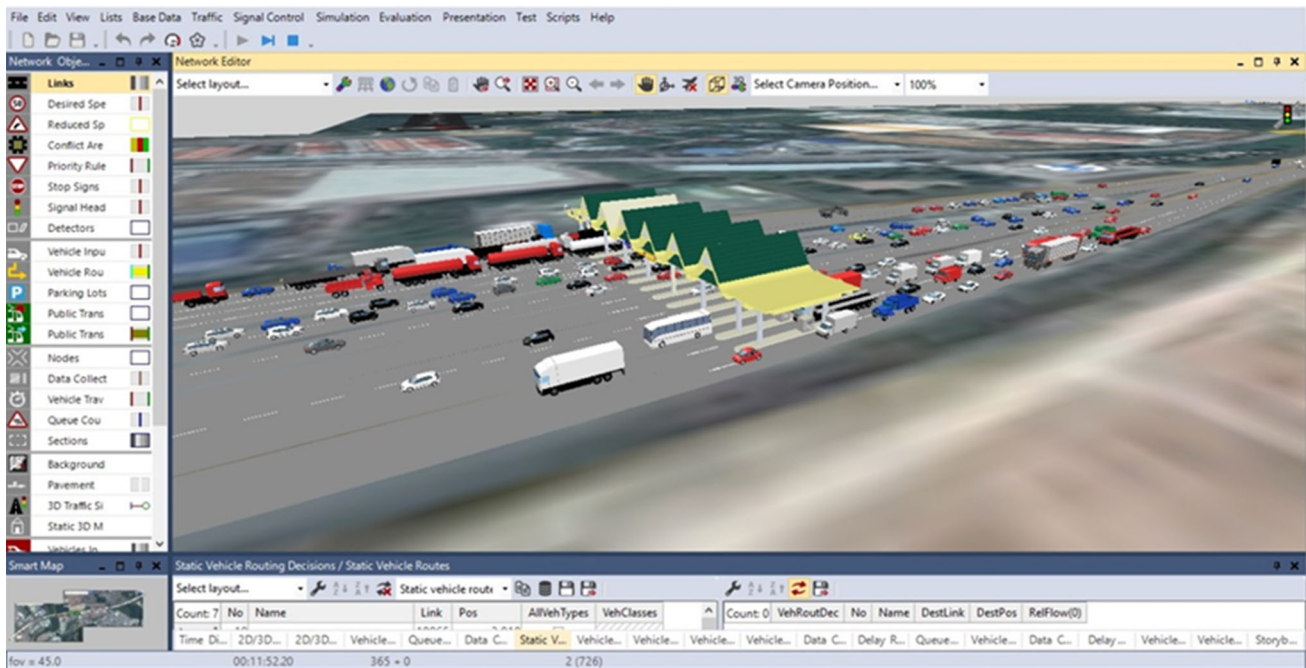 File Edit View Lists Base Data Traffic Signal Control Simulation Evaluation Presentation Test Scripts Help
Network Obje...
Network Editor
Select layout... Select Camera Position... 100%
Links
Desired Spe
Reduced Sp
Conflict Are
Priority Rule
Stop Signs
Signal Head
Detectors
Vehicle Inpu
Vehicle Rou
Parking Lots
Public Trans
Public Trans
Nodes
Data Collect
Vehicle Trav
Queue Cou
Sections
Background
Pavement
3D Traffic Si
Static 3D M
Vehicles In
Smart Map
Static Vehicle Routing Decisions / Static Vehicle Routes
Select layout... Static vehicle route
Count: 7 No Name Link Pos AllVehTypes VehClasses
Count: 0 VehRoutDec No Name DestLink DestPos RelFlow(0)
Time Di... 2D/3D... 2D/3D... Vehicle... Queue... Data C... Static V... Vehicle... Vehicle... Vehicle... Vehicle... Data C... Delay R... Queue... Vehicle... Data C... Delay... Vehicle... Vehicle... Storyb...
fov = 45.0 00:11:52.20 365 + 0 2 (726)